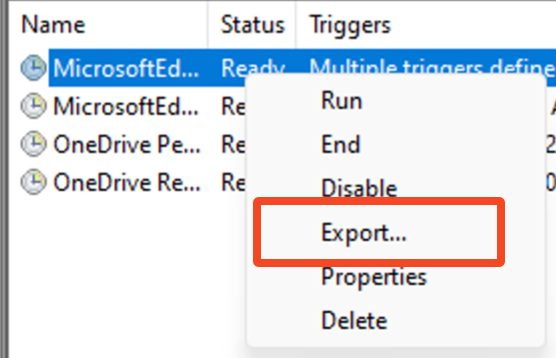 Name Status Triggers
MicrosoftEd... Ready Multiple triggers define
MicrosoftEd... Re
OneDrive Pe... Re 2
OneDrive Re... Re 0
Run
End
Disable
Export...
Properties
Delete